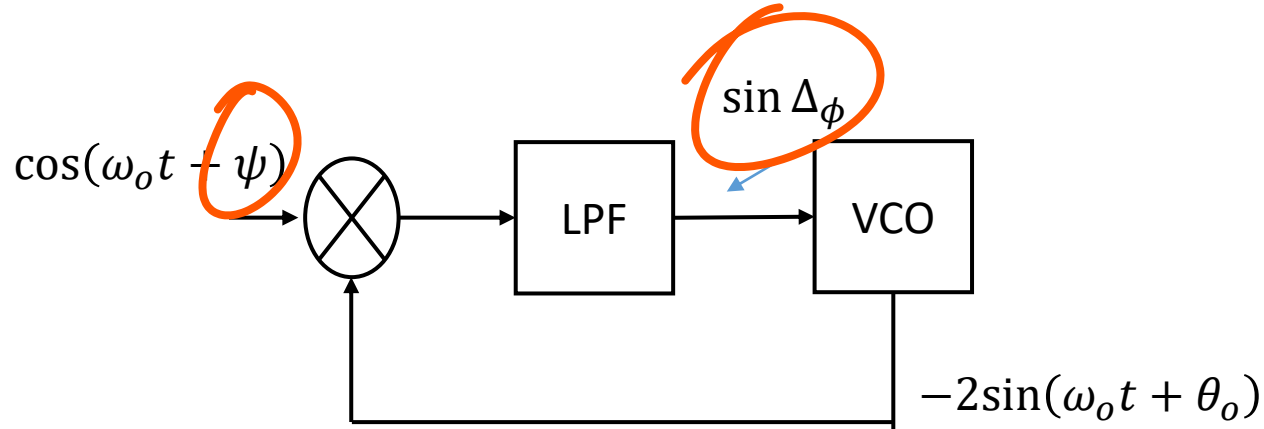 sin Δ_ϕ
cos(ω_o t + ψ)
LPF
VCO
−2sin(ω_o t + θ_o)